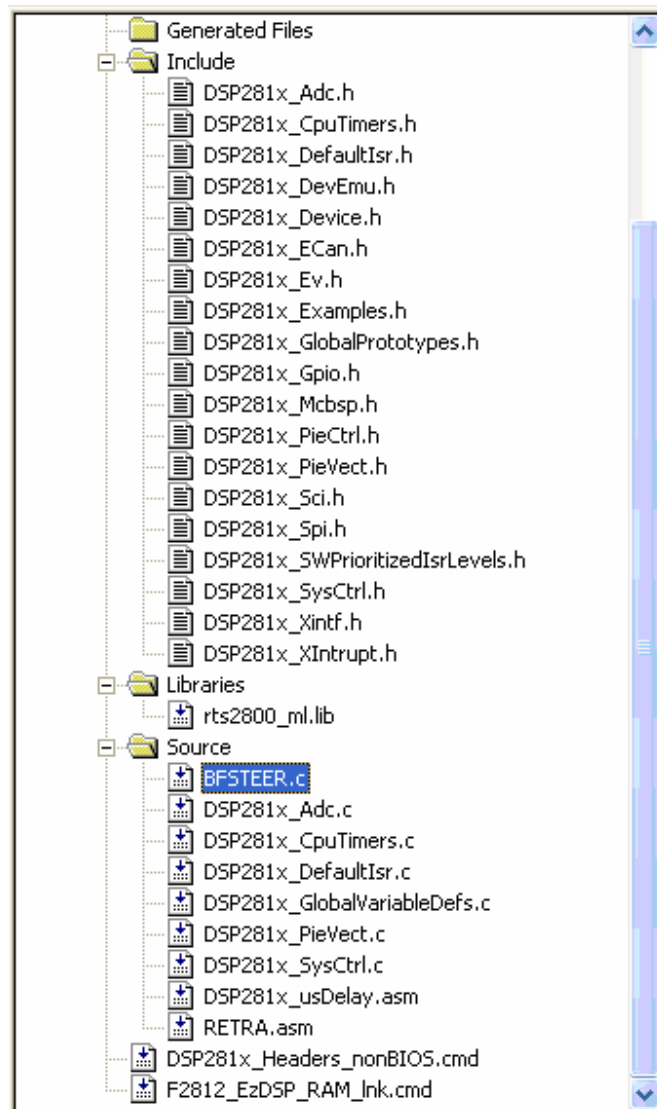 Generated Files
Include
DSP281x_Adc.h
DSP281x_CpuTimers.h
DSP281x_DefaultIsr.h
DSP281x_DevEmu.h
DSP281x_Device.h
DSP281x_ECan.h
DSP281x_Ev.h
DSP281x_Examples.h
DSP281x_GlobalPrototypes.h
DSP281x_Gpio.h
DSP281x_Mcbsp.h
DSP281x_PieCtrl.h
DSP281x_PieVect.h
DSP281x_Sci.h
DSP281x_Spi.h
DSP281x_SWPrioritizedIsrLevels.h
DSP281x_SysCtrl.h
DSP281x_Xintf.h
DSP281x_XIntrupt.h
Libraries
rts2800_ml.lib
Source
BFSTEER.c
DSP281x_Adc.c
DSP281x_CpuTimers.c
DSP281x_DefaultIsr.c
DSP281x_GlobalVariableDefs.c
DSP281x_PieVect.c
DSP281x_SysCtrl.c
DSP281x_usDelay.asm
RETRA.asm
DSP281x_Headers_nonBIOS.cmd
F2812_EzDSP_RAM_lnk.cmd